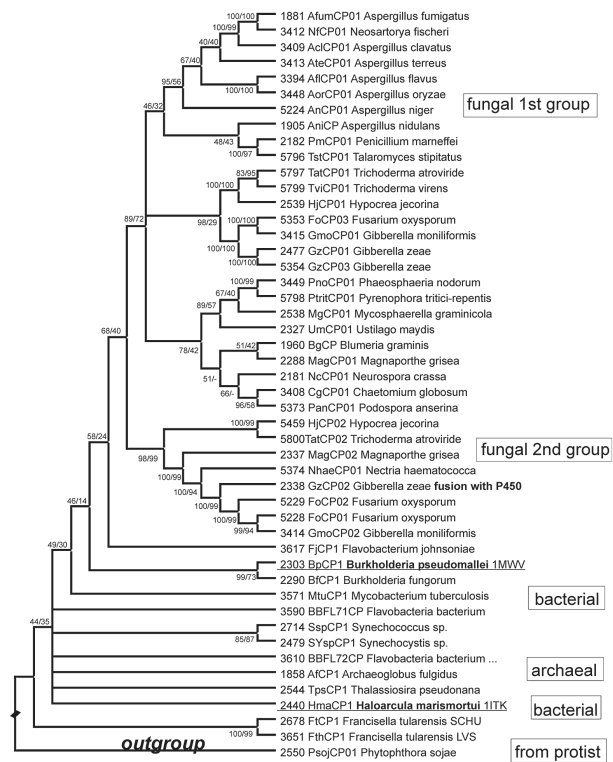 100/100
1881 AfumCP01 Aspergillus fumigatus
100/99
3412 NfCP01 Neosartorya fischeri
40/40
3409 AclCP01 Aspergillus clavatus
67/40
3413 AteCP01 Aspergillus terreus
95/56
3394 AflCP01 Aspergillus flavus
100/100
3448 AorCP01 Aspergillus oryzae
fungal 1st group
46/32
5224 AnCP01 Aspergillus niger
1905 AniCP Aspergillus nidulans
48/43
2182 PmCP01 Penicillium marneffei
100/97
5796 TstCP01 Talaromyces stipitatus
83/95
5797 TatCP01 Trichoderma atroviride
100/100
5799 TviCP01 Trichoderma virens
2539 HjCP01 Hypocrea jecorina
98/29
100/100
5353 FoCP03 Fusarium oxysporum
89/72
3415 GmoCP01 Gibberella moniliformis
100/100
2477 GzCP01 Gibberella zeae
100/100
5354 GzCP03 Gibberella zeae
100/99
3449 PnoCP01 Phaeosphaeria nodorum
67/40
5798 PtritCP01 Pyrenophora tritici-repentis
89/57
2538 MgCP01 Mycosphaerella graminicola
2327 UmCP01 Ustilago maydis
68/40
78/42
51/42
1960 BgCP Blumeria graminis
2288 MagCP01 Magnaporthe grisea
51/-
2181 NcCP01 Neurospora crassa
66/-
3408 CgCP01 Chaetomium globosum
96/58
5373 PanCP01 Podospora anserina
100/99
5459 HjCP02 Hypocrea jecorina
5800TatCP02 Trichoderma atroviride
fungal 2nd group
58/24
98/99
2337 MagCP02 Magnaporthe grisea
100/99
5374 NhaeCP01 Nectria haematococca
100/94
2338 GzCP02 Gibberella zeae fusion with P450
100/99
5229 FoCP02 Fusarium oxysporum
100/99
5228 FoCP01 Fusarium oxysporum
99/94
3414 GmoCP02 Gibberella moniliformis
46/14
3617 FjCP1 Flavobacterium johnsoniae
49/30
2303 BpCP1 Burkholderia pseudomallei 1MWV
99/73
2290 BfCP1 Burkholderia fungorum
3571 MtuCP1 Mycobacterium tuberculosis
bacterial
3590 BBFL71CP Flavobacteria bacterium
44/35
2714 SspCP1 Synechococcus sp.
85/87
2479 SYspCP1 Synechocystis sp.
3610 BBFL72CP Flavobacteria bacterium ...
1858 AfCP1 Archaeoglobus fulgidus
archaeal
2544 TpsCP1 Thalassiosira pseudonana
2440 HmaCP1 Haloarcula marismortui 1ITK
bacterial
2678 FtCP1 Francisella tularensis SCHU
100/99
3651 FthCP1 Francisella tularensis LVS
outgroup
2550 PsojCP01 Phytophthora sojae
from protist